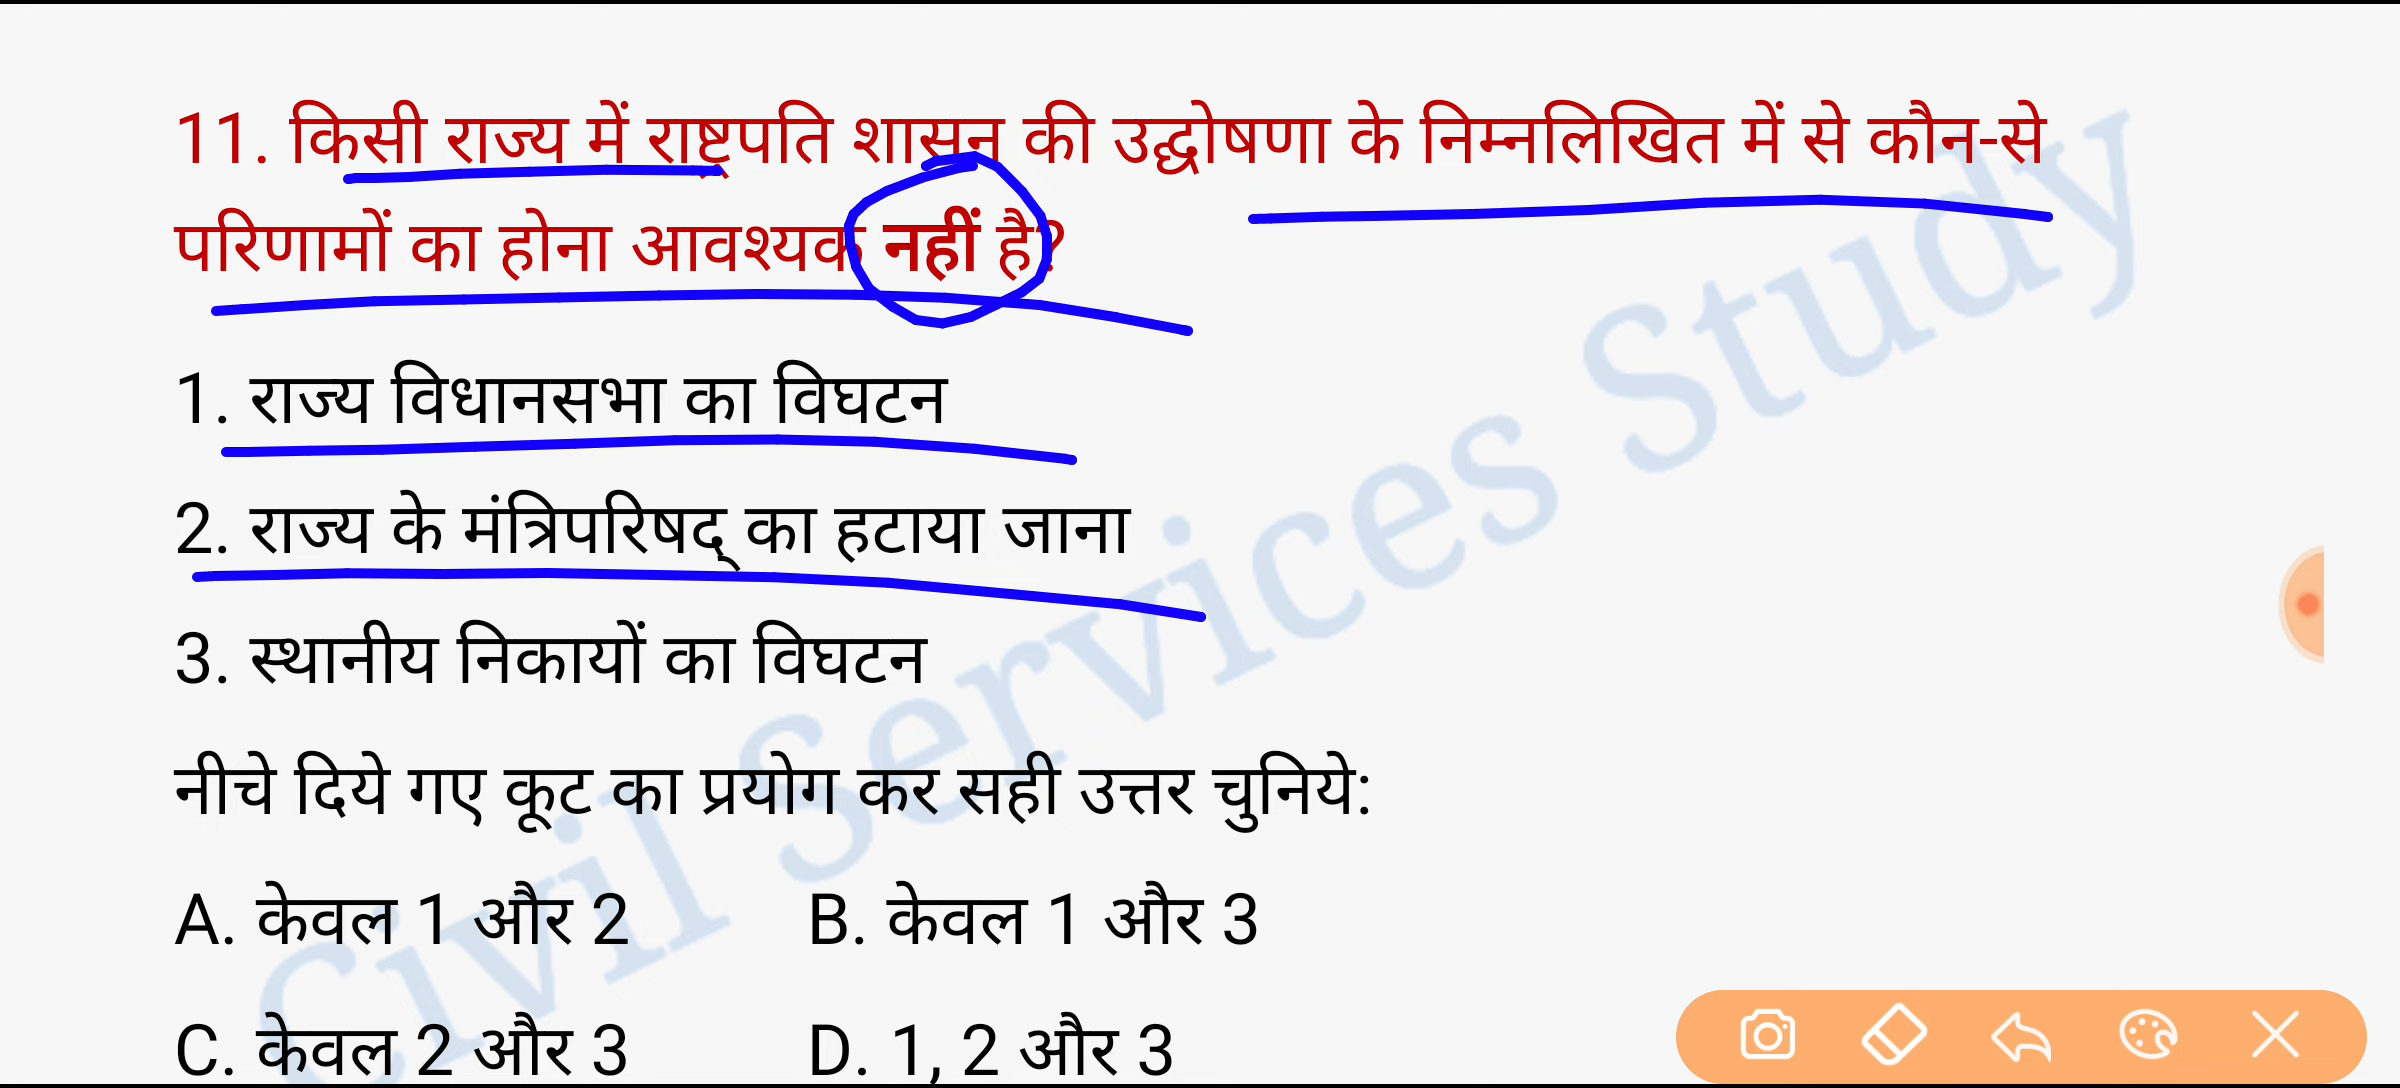 11. किसी राज्य में राष्ट्रपति शासन की उद्घोषणा के निम्नलिखित में से कौन-से
परिणामों का होना आवश्यक नहीं है?
1. राज्य विधानसभा का विघटन
2. राज्य के मंत्रिपरिषद् का हटाया जाना
3. स्थानीय निकायों का विघटन
नीचे दिये गए कूट का प्रयोग कर सही उत्तर चुनिये:
A. केवल 1 और 2 B. केवल 1 और 3
C. केवल 2 और 3 D. 1, 2 और 3
Civil Services Study